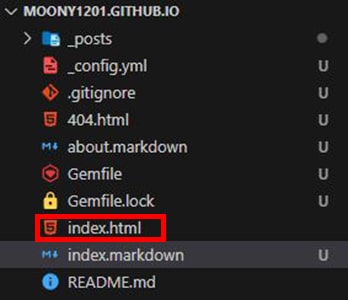 MOONY1201.GITHUB.IO
_posts
_config.yml U
.gitignore U
404.html U
about.markdown U
Gemfile U
Gemfile.lock U
index.html
index.markdown U
README.md